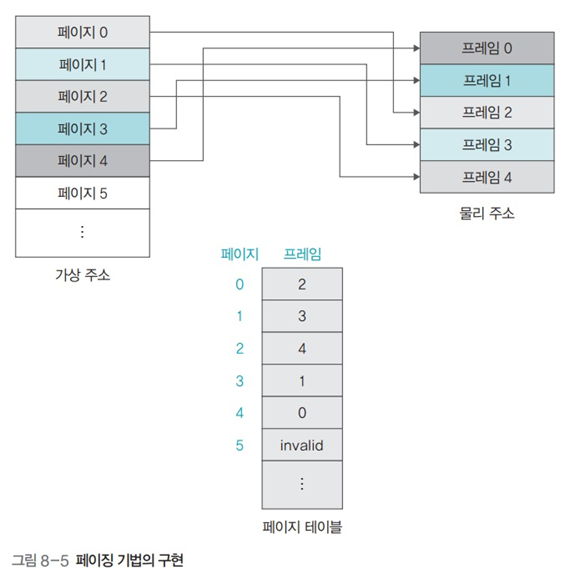 페이지 0
페이지 1
페이지 2
페이지 3
페이지 4
페이지 5
⋮
가상 주소
프레임 0
프레임 1
프레임 2
프레임 3
프레임 4
물리 주소
페이지 프레임
0 2
1 3
2 4
3 1
4 0
5 invalid
⋮
페이지 테이블
그림 8-5 페이징 기법의 구현